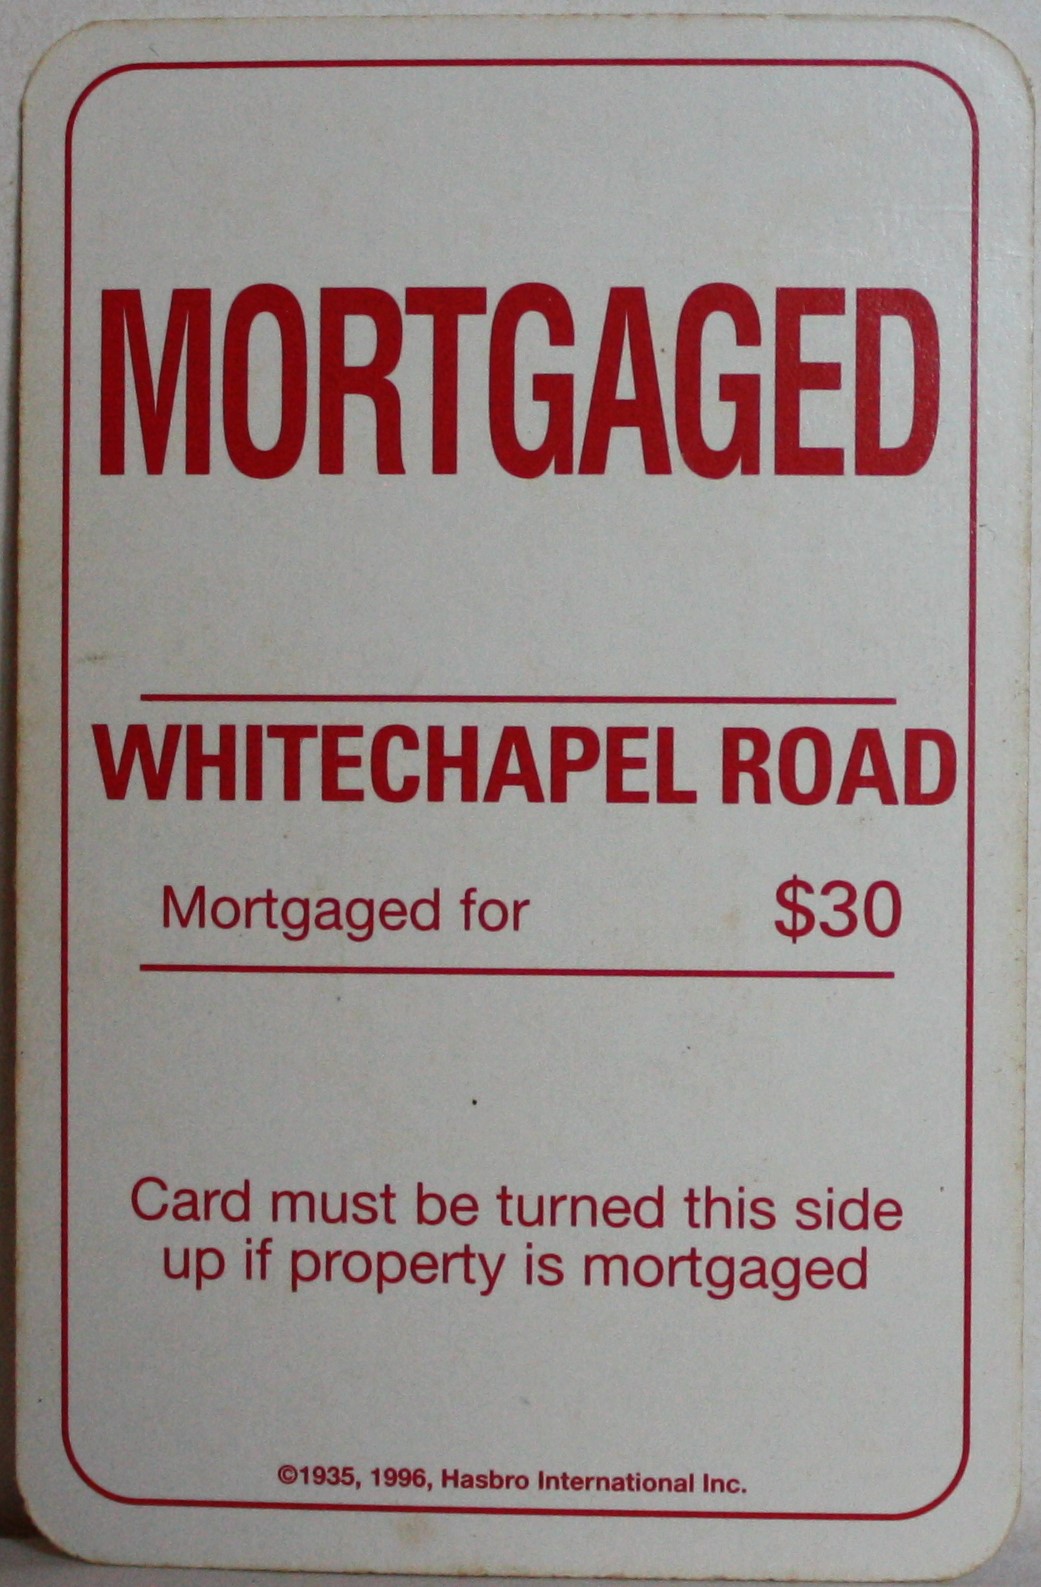 MORTGAGED
WHITECHAPEL ROAD
Mortgaged for $30
Card must be turned this side
up if property is mortgaged
©1935, 1996, Hasbro International Inc.